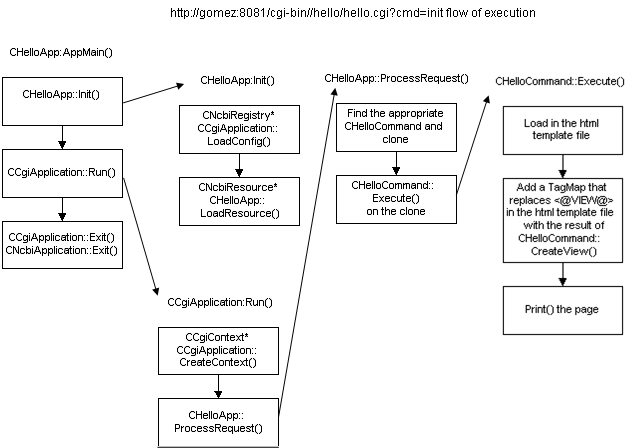 http://gomez:8081/cgi-bin//hello/hello.cgi?cmd=init flow of execution
CHelloApp:AppMain()
CHelloApp::Init()
CCgiApplication::Run()
CCgiApplication::Exit()
CNcbiApplication::Exit()
CHelloApp:Init()
CNcbiRegistry*
CCgiApplication::
LoadConfig()
CNcbiResource*
CHelloApp::
LoadResource()
CCgiApplication:Run()
CCgiContext*
CCgiApplication::
CreateContext()
CHelloApp::
ProcessRequest()
CHelloApp::ProcessRequest()
Find the appropriate
CHelloCommand and
clone
CHelloCommand::
Execute()
on the clone
CHelloCommand::Execute()
Load in the html
template file
Add a TagMap that
replaces <@VIEW@>
in the html template file
with the result of
CHelloCommand::
CreateView()
Print() the page